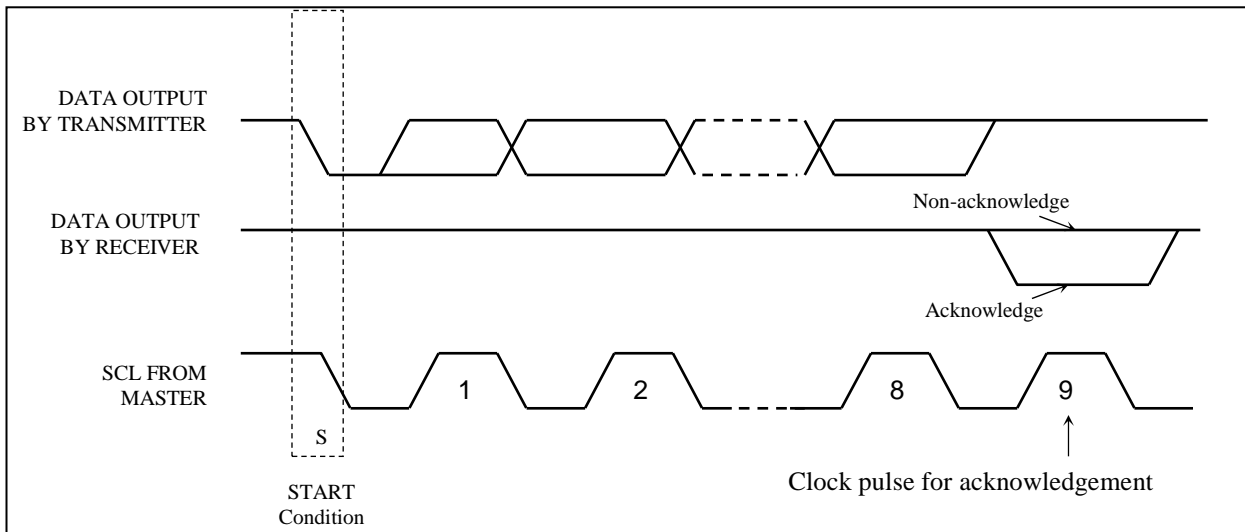 DATA OUTPUT
BY TRANSMITTER
DATA OUTPUT
BY RECEIVER
Non-acknowledge
Acknowledge
SCL FROM
MASTER
1
2
8
9
S
START
Condition
Clock pulse for acknowledgement